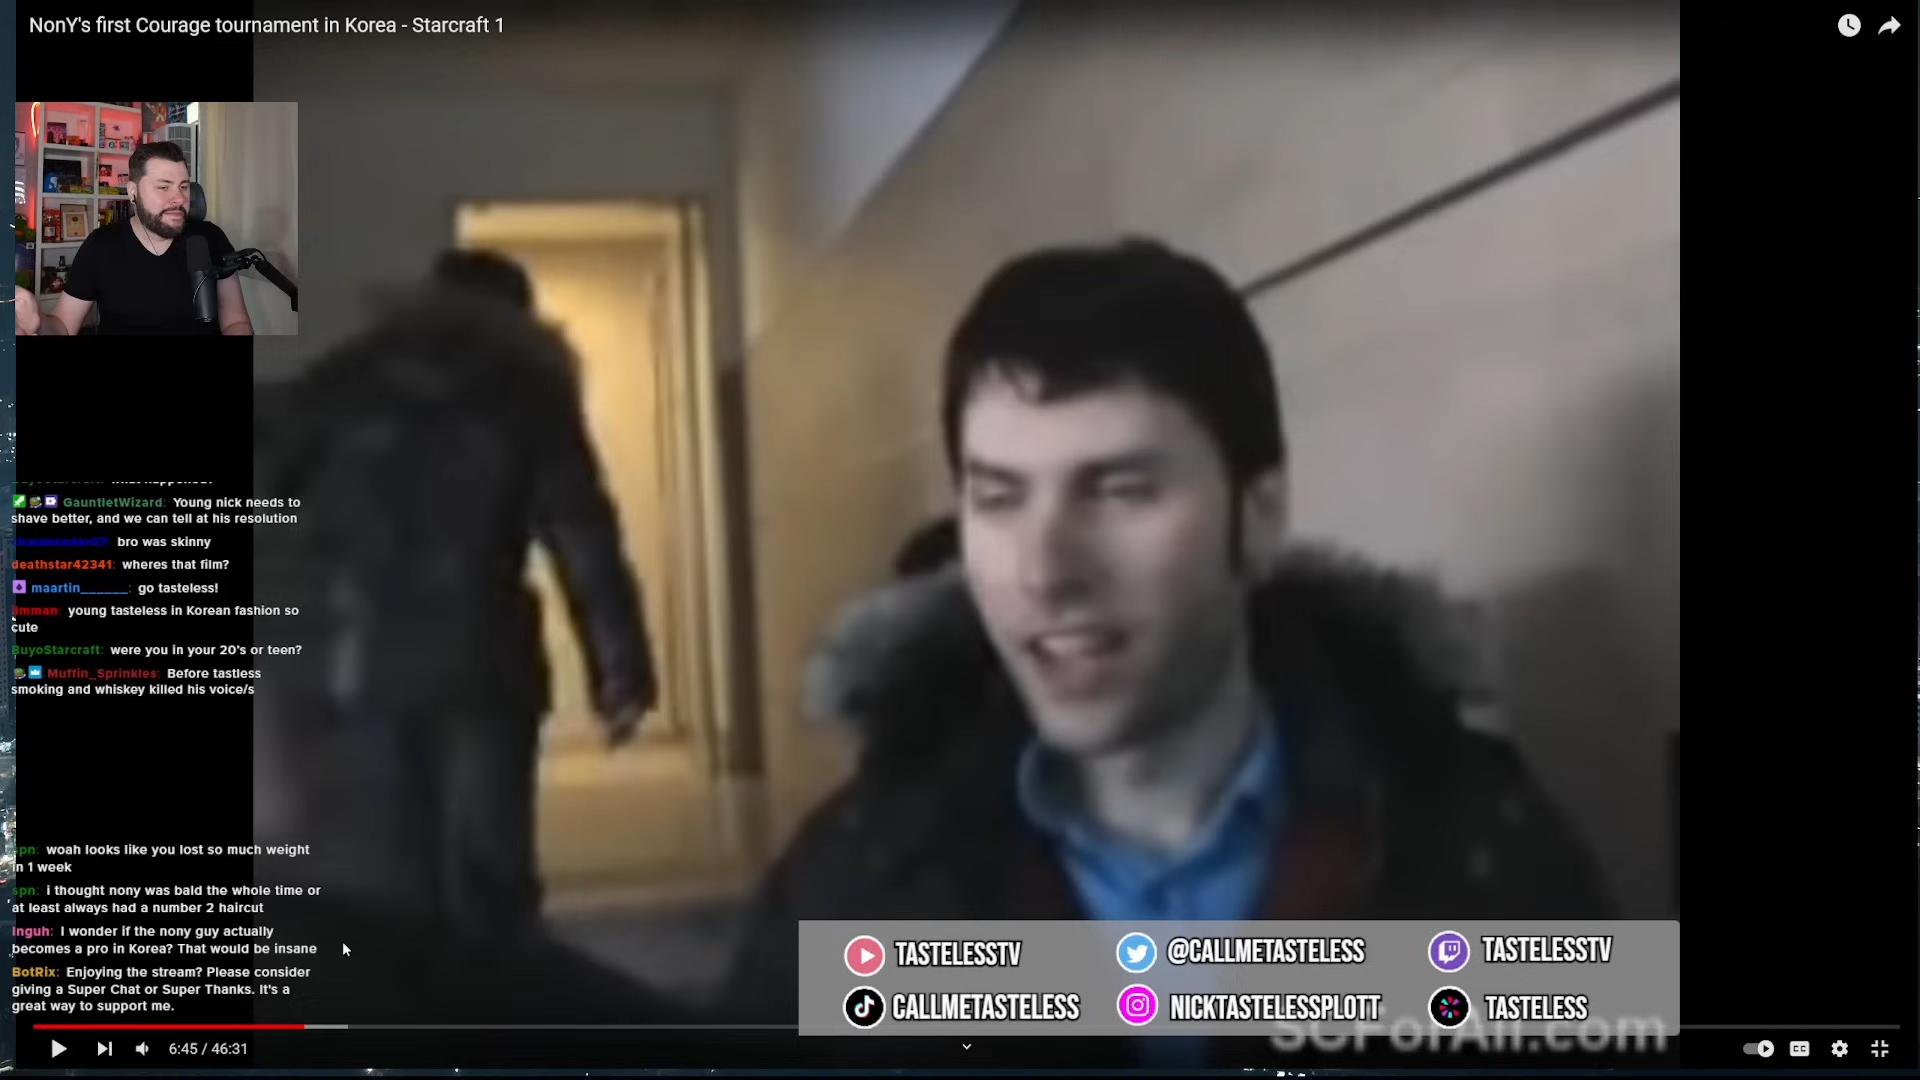 NonY's first Courage tournament in Korea - Starcraft 1
GauntletWizard: Young nick needs to
shave better, and we can tell at his resolution
bro was skinny
deathstar42341: wheres that film?
maartin______: go tasteless!
young tasteless in Korean fashion so
cute
BuyoStarcraft: were you in your 20's or teen?
Muffin_Sprinkles: Before tastless
smoking and whiskey killed his voice/s
spn: woah looks like you lost so much weight
in 1 week
spn: i thought nony was bald the whole time or
at least always had a number 2 haircut
Inguh: I wonder if the nony guy actually
becomes a pro in Korea? That would be insane
BotRix: Enjoying the stream? Please consider
giving a Super Chat or Super Thanks. It's a
great way to support me.
TASTELESSTV
@CALLMETASTELESS
TASTELESSTV
CALLMETASTELESS
NICKTASTELESSPLOTT
TASTELESS
SCForAll.com
6:45 / 46:31
CC